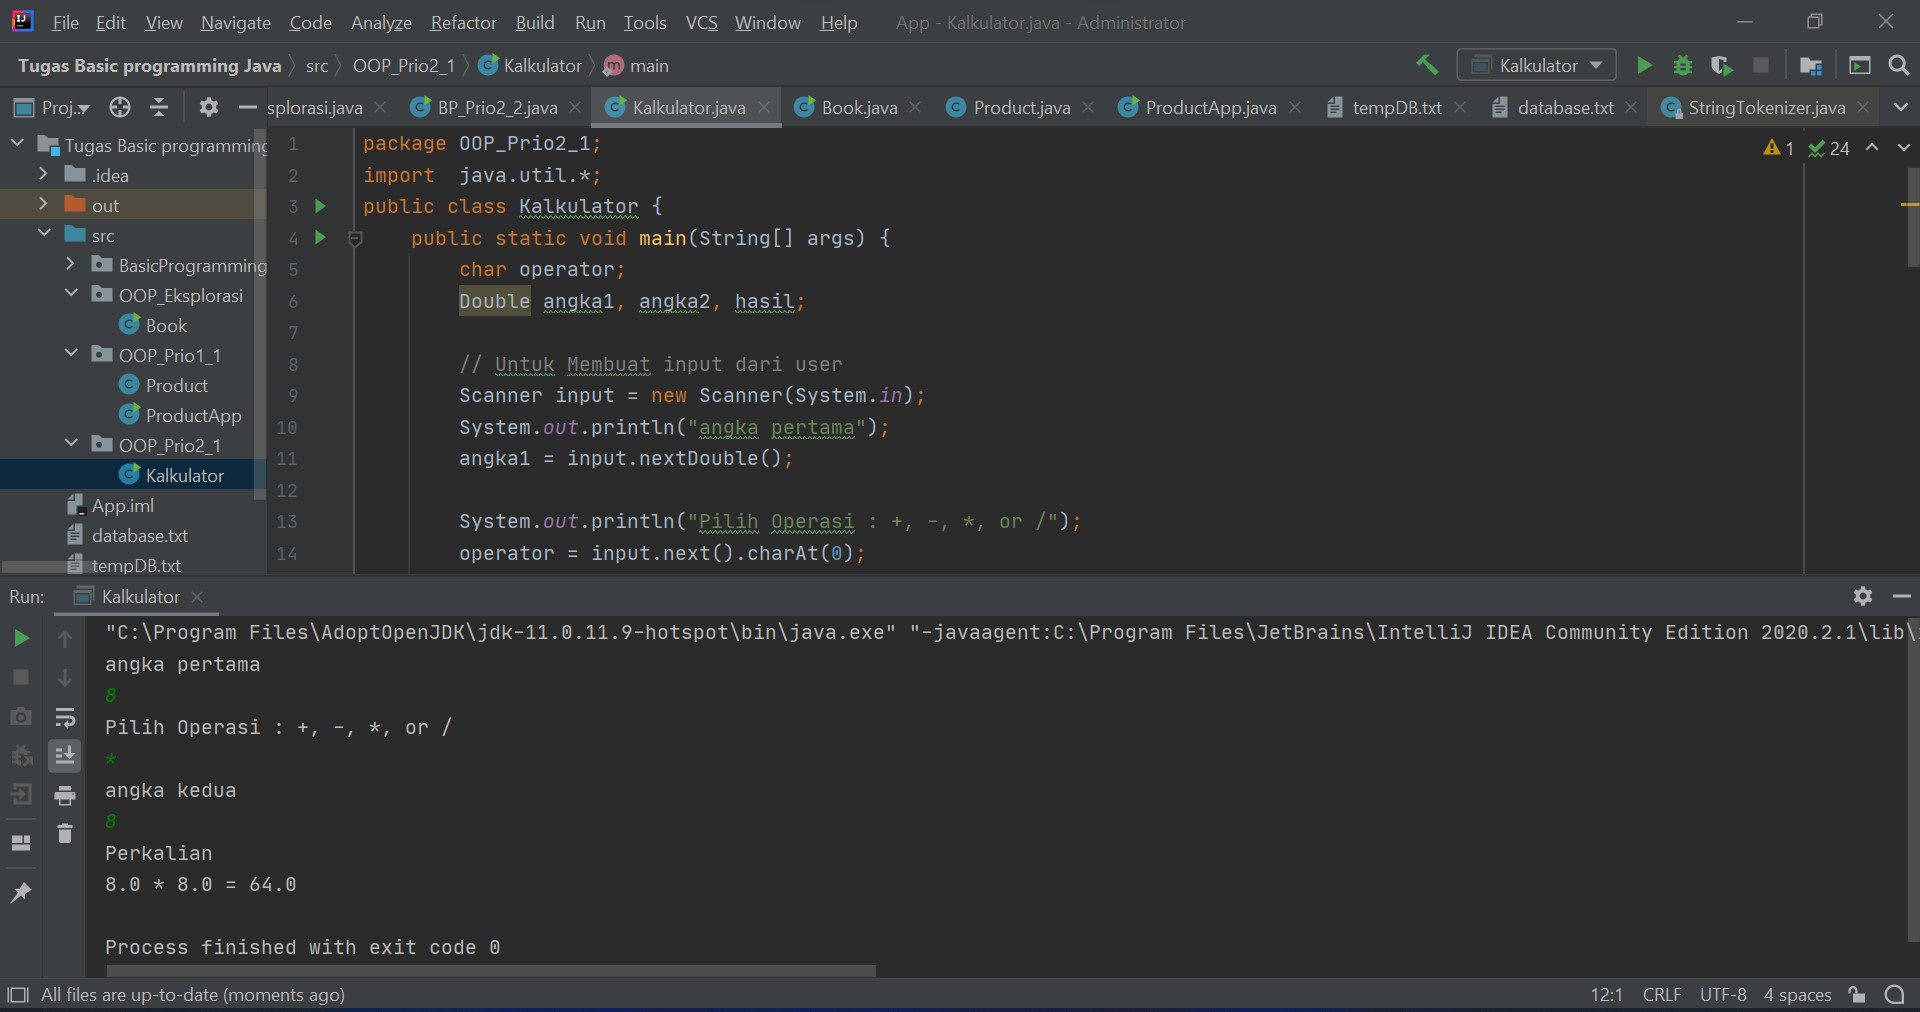 File Edit View Navigate Code Analyze Refactor Build Run Tools VCS Window Help App - Kalkulator.java - Administrator
Tugas Basic programming Java src OOP_Prio2_1 Kalkulator main Kalkulator
Proj... splorasi.java BP_Prio2_2.java Kalkulator.java Book.java Product.java ProductApp.java tempDB.txt database.txt StringTokenizer.java
Tugas Basic programming
.idea
out
src
BasicProgramming
OOP_Eksplorasi
Book
OOP_Prio1_1
Product
ProductApp
OOP_Prio2_1
Kalkulator
App.iml
database.txt
tempDB.txt
1 package OOP_Prio2_1;
2 import  java.util.*;
3 public class Kalkulator {
4 public static void main(String[] args) {
5 char operator;
6 Double angka1, angka2, hasil;
7
8 // Untuk Membuat input dari user
9 Scanner input = new Scanner(System.in);
10 System.out.println("angka pertama");
11 angka1 = input.nextDouble();
12
13 System.out.println("Pilih Operasi : +, -, *, or /");
14 operator = input.next().charAt(0);
1 24
Run: Kalkulator
"C:\Program Files\AdoptOpenJDK\jdk-11.0.11.9-hotspot\bin\java.exe" "-javaagent:C:\Program Files\JetBrains\IntelliJ IDEA Community Edition 2020.2.1\lib\
angka pertama
8
Pilih Operasi : +, -, *, or /
*
angka kedua
8
Perkalian
8.0 * 8.0 = 64.0
Process finished with exit code 0
All files are up-to-date (moments ago) 12:1 CRLF UTF-8 4 spaces